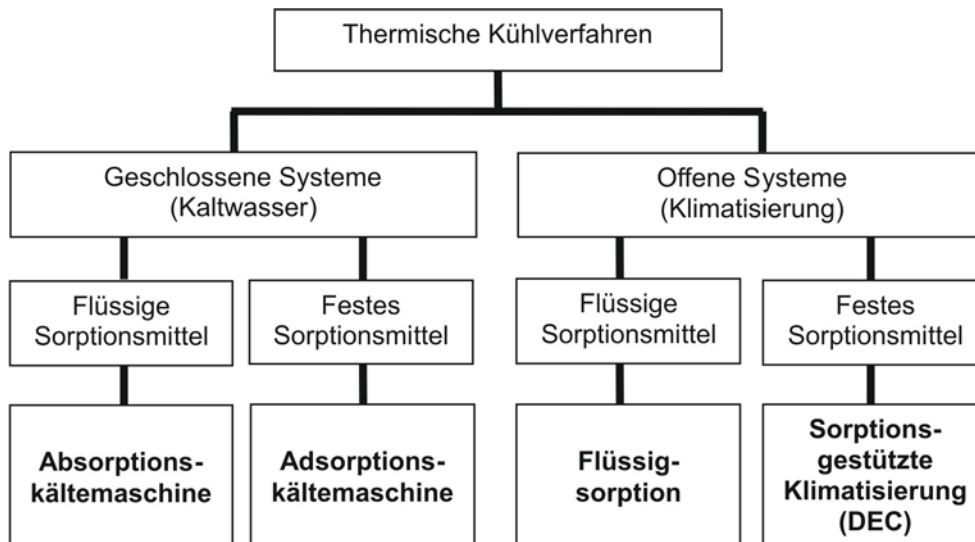 Thermische Kühlverfahren
Geschlossene Systeme
(Kaltwasser)
Offene Systeme
(Klimatisierung)
Flüssige
Sorptionsmittel
Festes
Sorptionsmittel
Flüssige
Sorptionsmittel
Festes
Sorptionsmittel
Absorptions-
kältemaschine
Adsorptions-
kältemaschine
Flüssig-
sorption
Sorptions-
gestützte
Klimatisierung
(DEC)